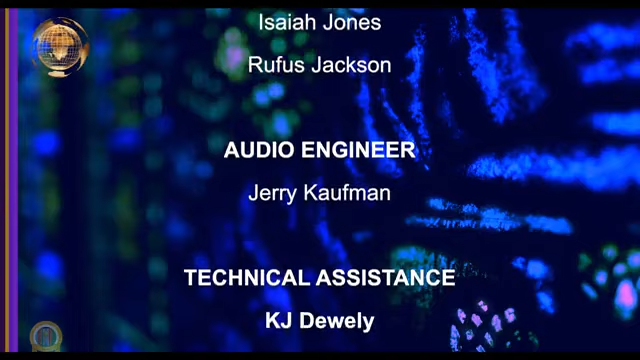 Isaiah Jones
Rufus Jackson
AUDIO ENGINEER
Jerry Kaufman
TECHNICAL ASSISTANCE
KJ Dewely